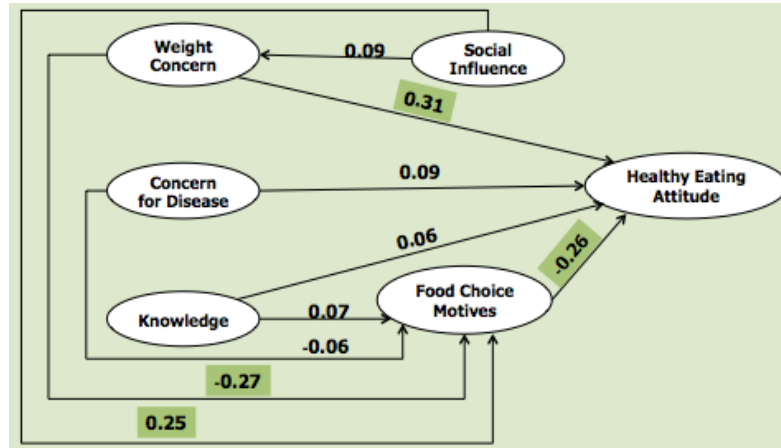 Weight
Concern
0.09
Social
Influence
0.31
Concern
for Disease
0.09
Healthy Eating
Attitude
0.06
-0.26
Knowledge
0.07
Food Choice
Motives
-0.06
-0.27
0.25